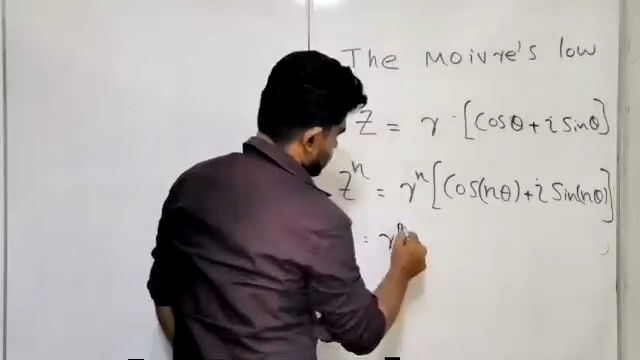 The Moivre's low
Z = r · [Cosθ + i Sinθ]
Z^n = r^n [Cos(nθ) + i Sin(nθ)]
= r